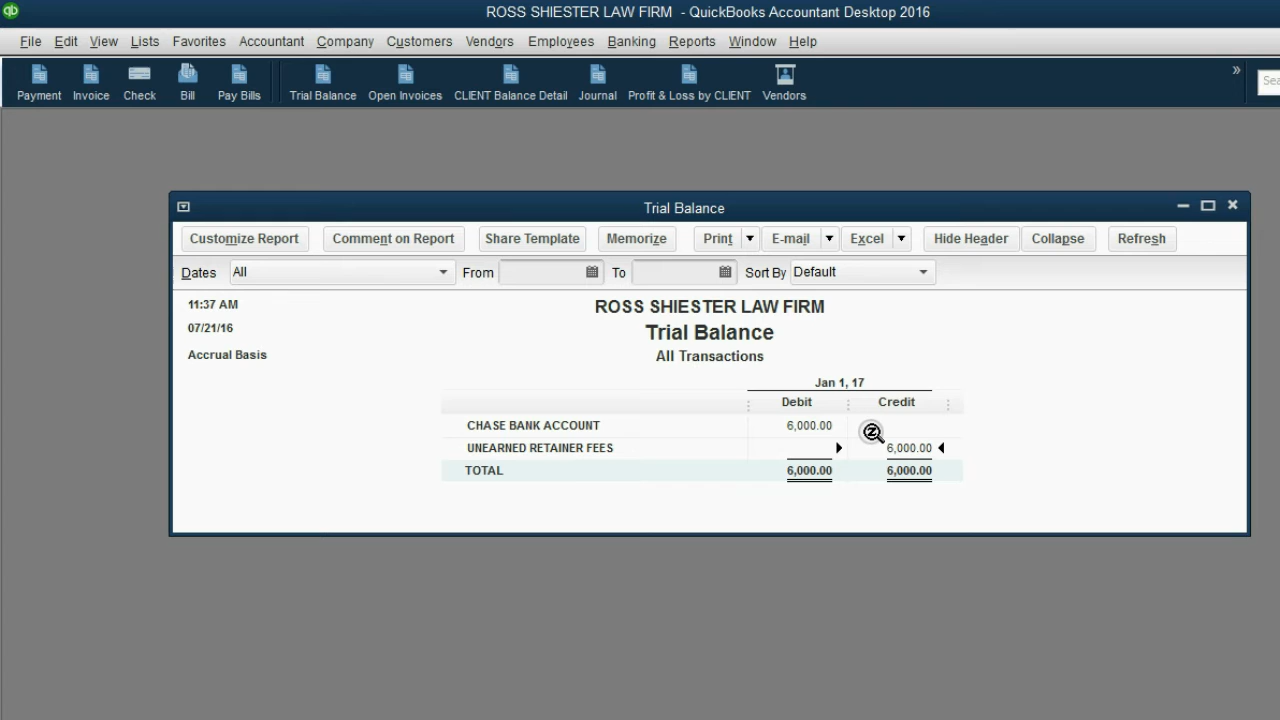 qb
ROSS SHIESTER LAW FIRM - QuickBooks Accountant Desktop 2016
File Edit View Lists Favorites Accountant Company Customers Vendors Employees Banking Reports Window Help
Payment Invoice Check Bill Pay Bills Trial Balance Open Invoices CLIENT Balance Detail Journal Profit & Loss by CLIENT Vendors » Sea
Trial Balance
Customize Report Comment on Report Share Template Memorize Print E-mail Excel Hide Header Collapse Refresh
Dates All From To Sort By Default
11:37 AM
07/21/16
Accrual Basis
ROSS SHIESTER LAW FIRM
Trial Balance
All Transactions
Jan 1, 17
Debit Credit
CHASE BANK ACCOUNT 6,000.00
UNEARNED RETAINER FEES 6,000.00
TOTAL 6,000.00 6,000.00